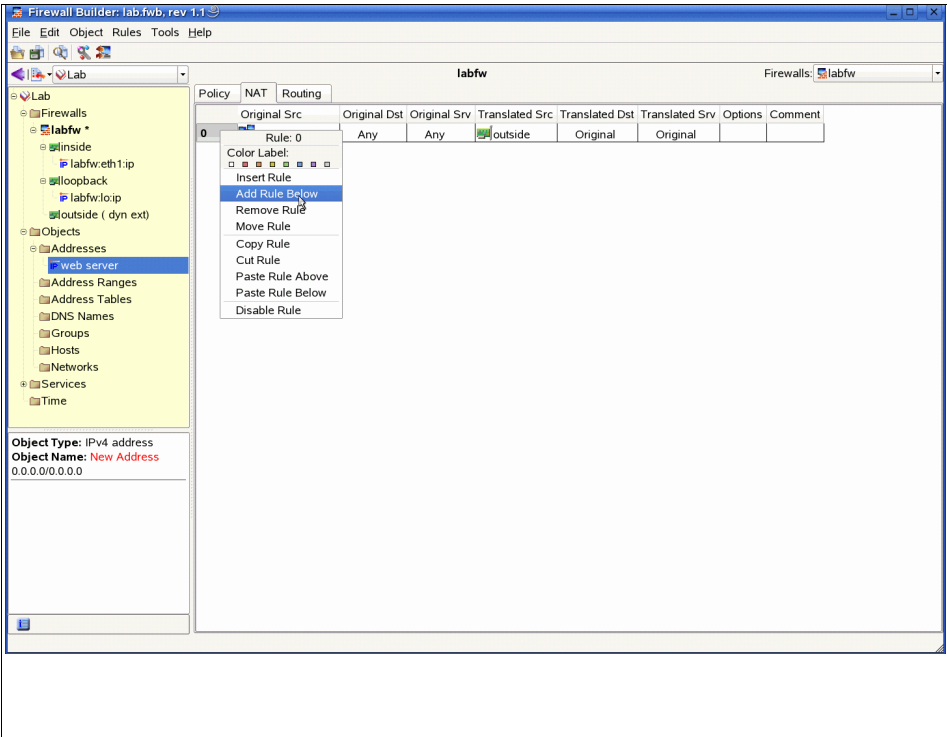 Firewall Builder: lab.fwb, rev 1.1
File Edit Object Rules Tools Help
Lab
labfw
Firewalls: labfw
Policy NAT Routing
Lab
Firewalls
labfw *
inside
labfw:eth1:ip
loopback
labfw:lo:ip
outside ( dyn ext)
Objects
Addresses
web server
Address Ranges
Address Tables
DNS Names
Groups
Hosts
Networks
Services
Time
Object Type: IPv4 address
Object Name: New Address
0.0.0.0/0.0.0.0
Original Src Original Dst Original Srv Translated Src Translated Dst Translated Srv Options Comment
0 Any Any outside Original Original
Rule: 0
Color Label:
Insert Rule
Add Rule Below
Remove Rule
Move Rule
Copy Rule
Cut Rule
Paste Rule Above
Paste Rule Below
Disable Rule